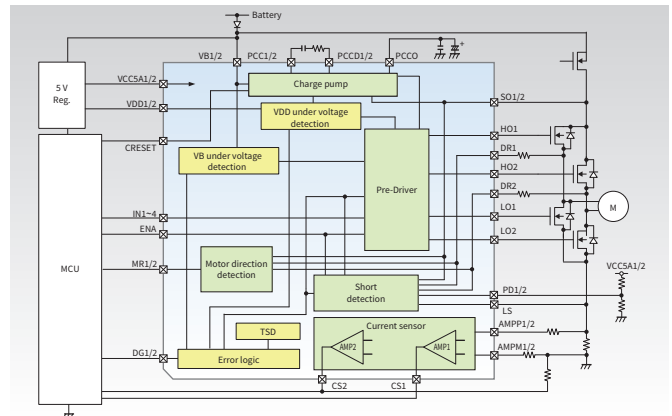 Battery
VB1/2
PCC1/2
PCCD1/2
PCCO
+
5 V
Reg.
VCC5A1/2
Charge pump
VDD1/2
SO1/2
VDD under voltage
detection
CRESET
HO1
VB under voltage
detection
DR1
Pre-Driver
HO2
DR2
IN1~4
LO1
M
ENA
LO2
MCU
MR1/2
Motor direction
detection
VCC5A1/2
Short
detection
PD1/2
LS
TSD
Current sensor
AMPP1/2
AMP2
AMP1
DG1/2
Error logic
AMPM1/2
CS2
CS1